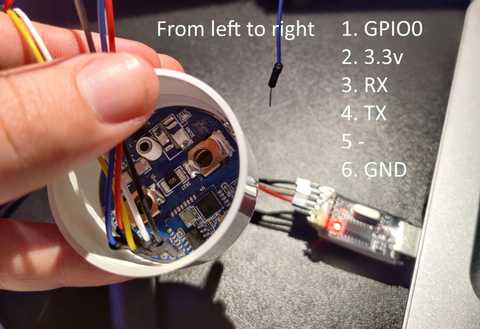 From left to right
1. GPIO0
2. 3.3v
3. RX
4. TX
5 -
6. GND